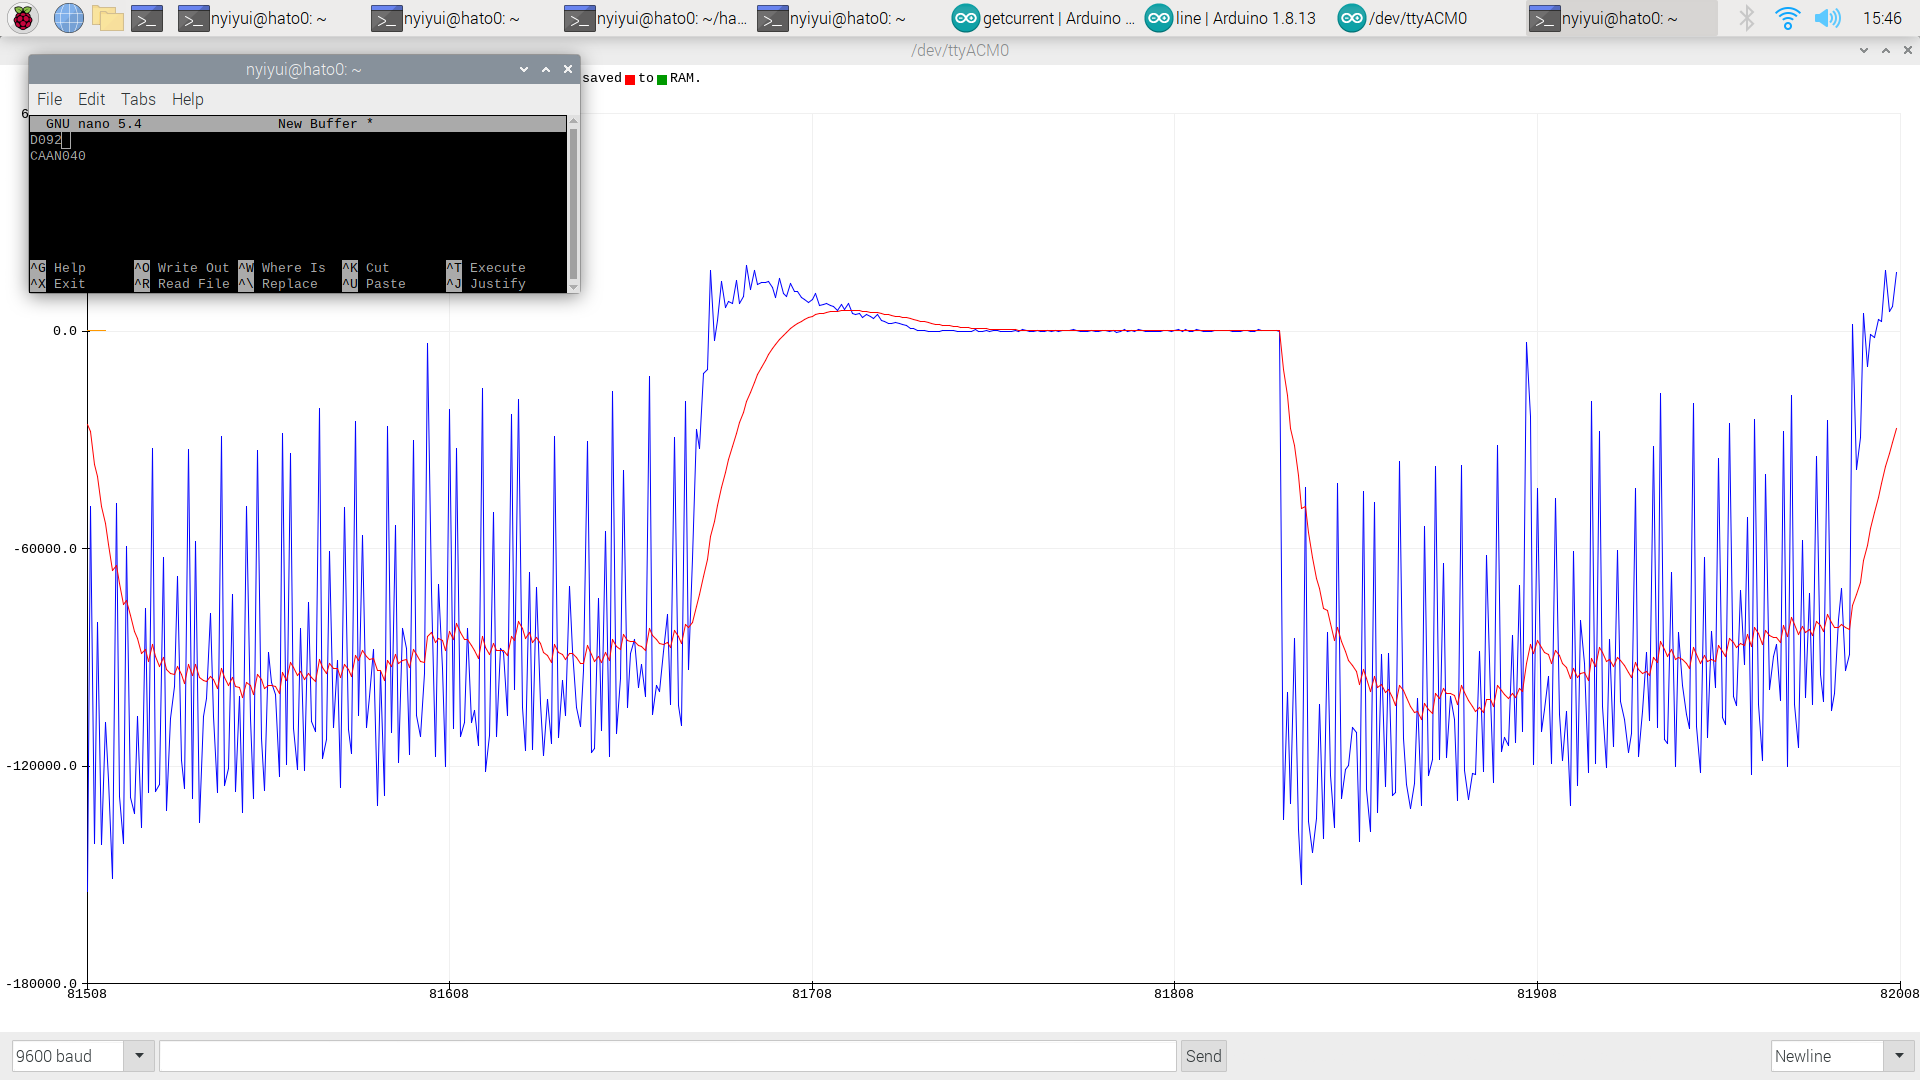 nyiyui@hato0: ~
nyiyui@hato0: ~
nyiyui@hato0: ~/ha...
nyiyui@hato0: ~
getcurrent | Arduino ...
line | Arduino 1.8.13
/dev/ttyACM0
nyiyui@hato0: ~
15:46
/dev/ttyACM0
nyiyui@hato0: ~
saved to RAM.
File Edit Tabs Help
GNU nano 5.4 New Buffer *
D092
CAAN040
^G Help ^O Write Out ^W Where Is ^K Cut ^T Execute
^X Exit ^R Read File ^\ Replace ^U Paste ^J Justify
6
0.0
-60000.0
-120000.0
-180000.0
81508 81608 81708 81808 81908 82008
9600 baud Send Newline